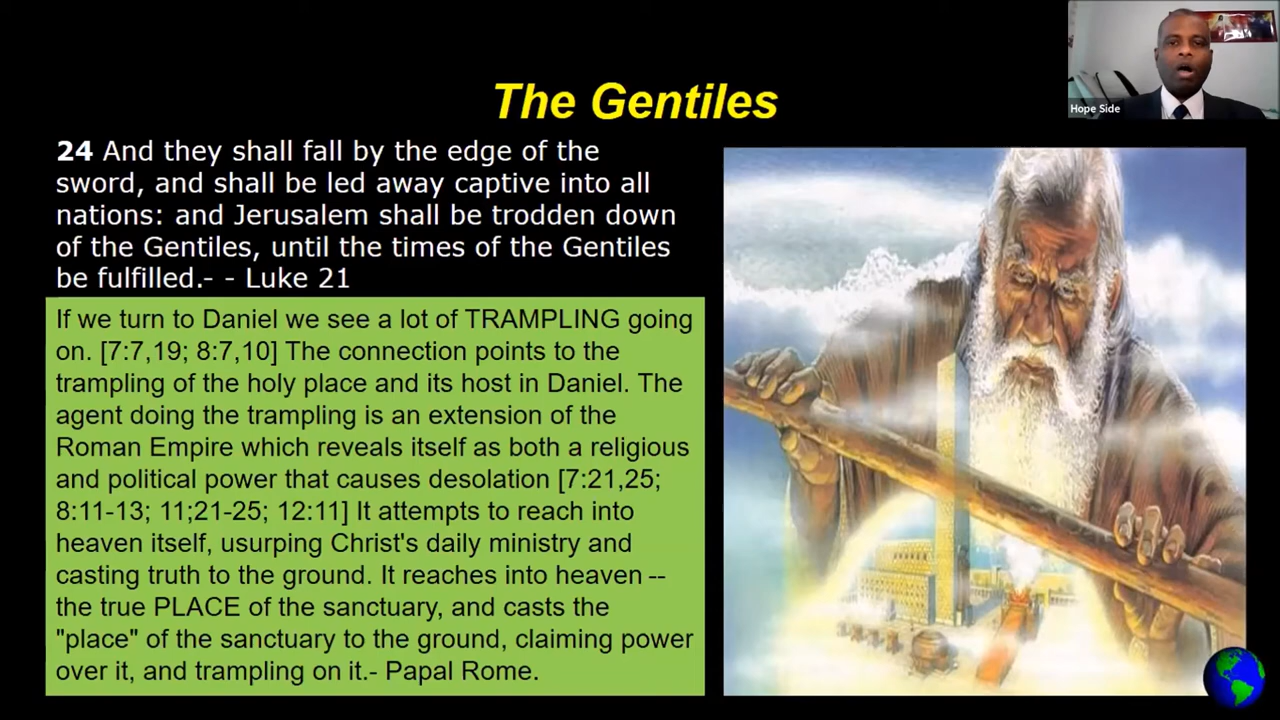 The Gentiles
Hope Side
24 And they shall fall by the edge of the
sword, and shall be led away captive into all
nations: and Jerusalem shall be trodden down
of the Gentiles, until the times of the Gentiles
be fulfilled.- - Luke 21
If we turn to Daniel we see a lot of TRAMPLING going
on. [7:7,19; 8:7,10] The connection points to the
trampling of the holy place and its host in Daniel. The
agent doing the trampling is an extension of the
Roman Empire which reveals itself as both a religious
and political power that causes desolation [7:21,25;
8:11-13; 11;21-25; 12:11] It attempts to reach into
heaven itself, usurping Christ's daily ministry and
casting truth to the ground. It reaches into heaven --
the true PLACE of the sanctuary, and casts the
"place" of the sanctuary to the ground, claiming power
over it, and trampling on it.- Papal Rome.